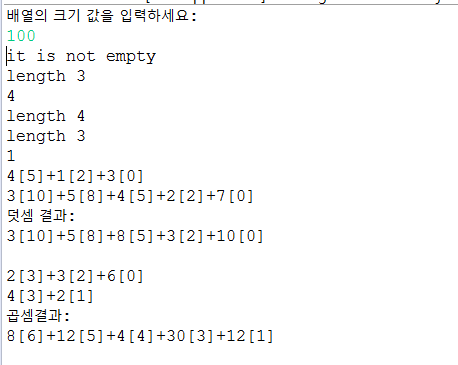 배열의 크기 값을 입력하세요:
100
it is not empty
length 3
4
length 4
length 3
1
4[5]+1[2]+3[0]
3[10]+5[8]+4[5]+2[2]+7[0]
덧셈 결과:
3[10]+5[8]+8[5]+3[2]+10[0]
2[3]+3[2]+6[0]
4[3]+2[1]
곱셈결과:
8[6]+12[5]+4[4]+30[3]+12[1]